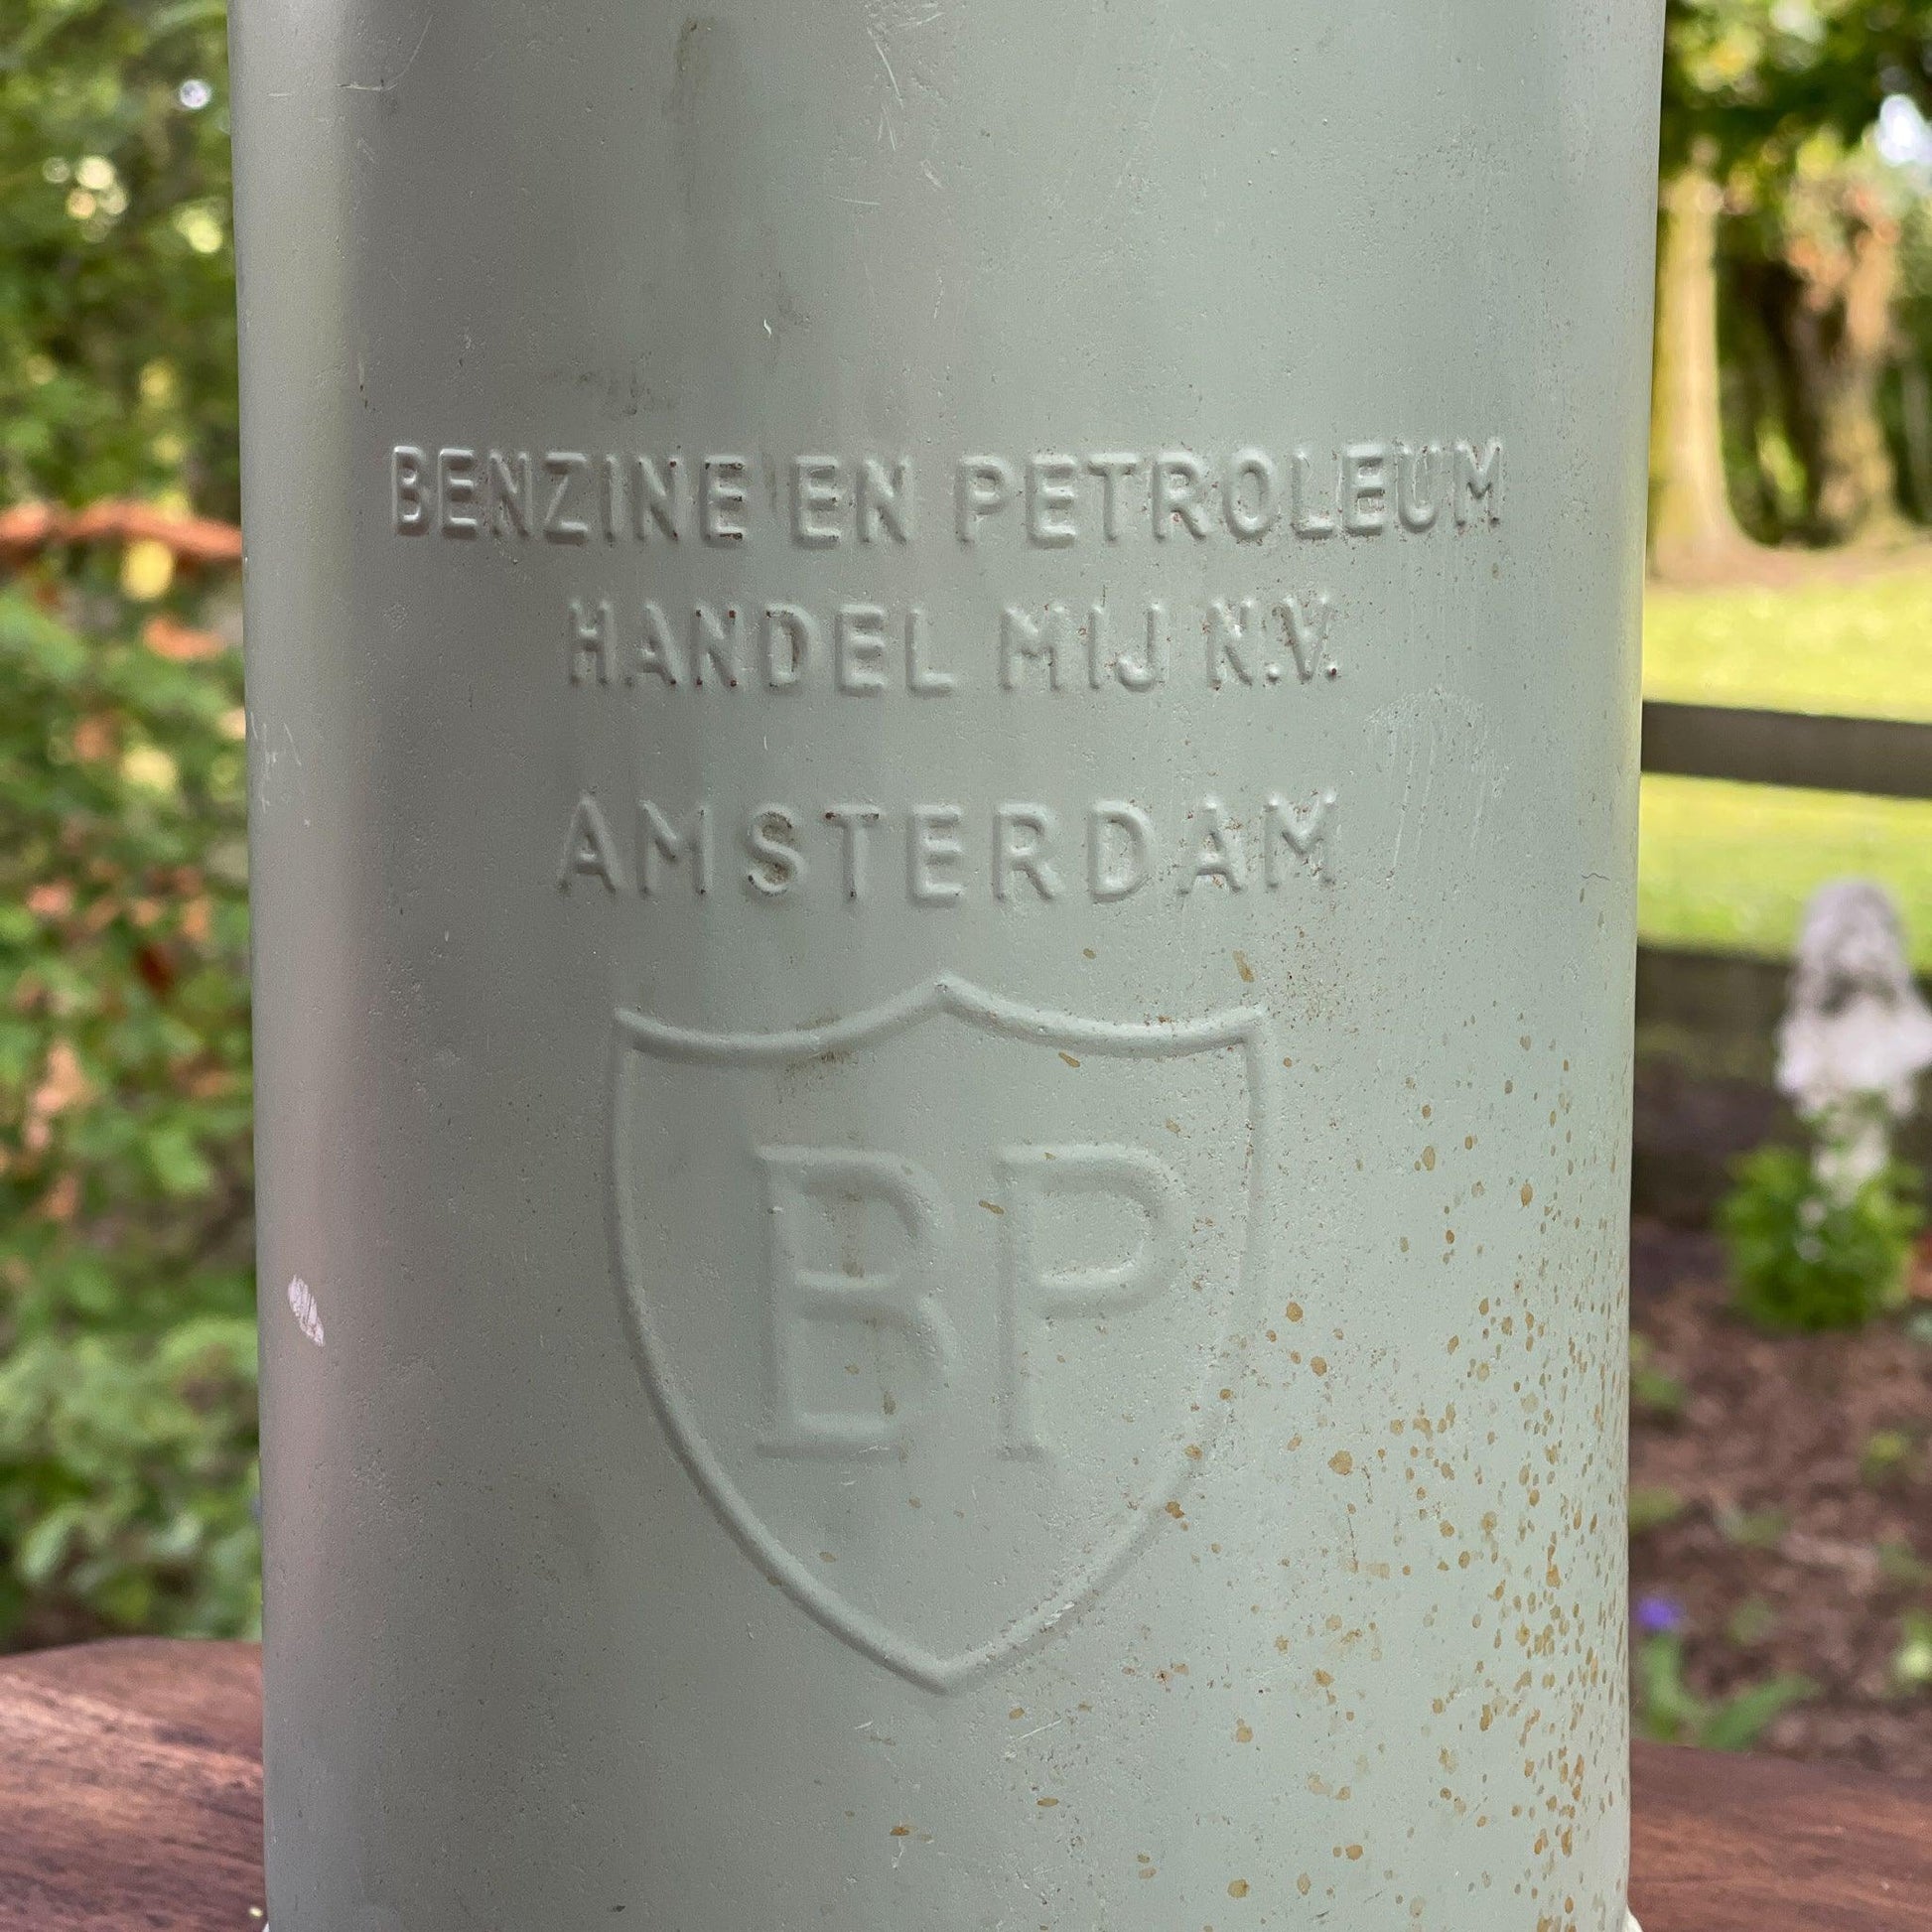 BENZINE EN PETROLEUM
HANDEL MIJ N.V.
AMSTERDAM
BP